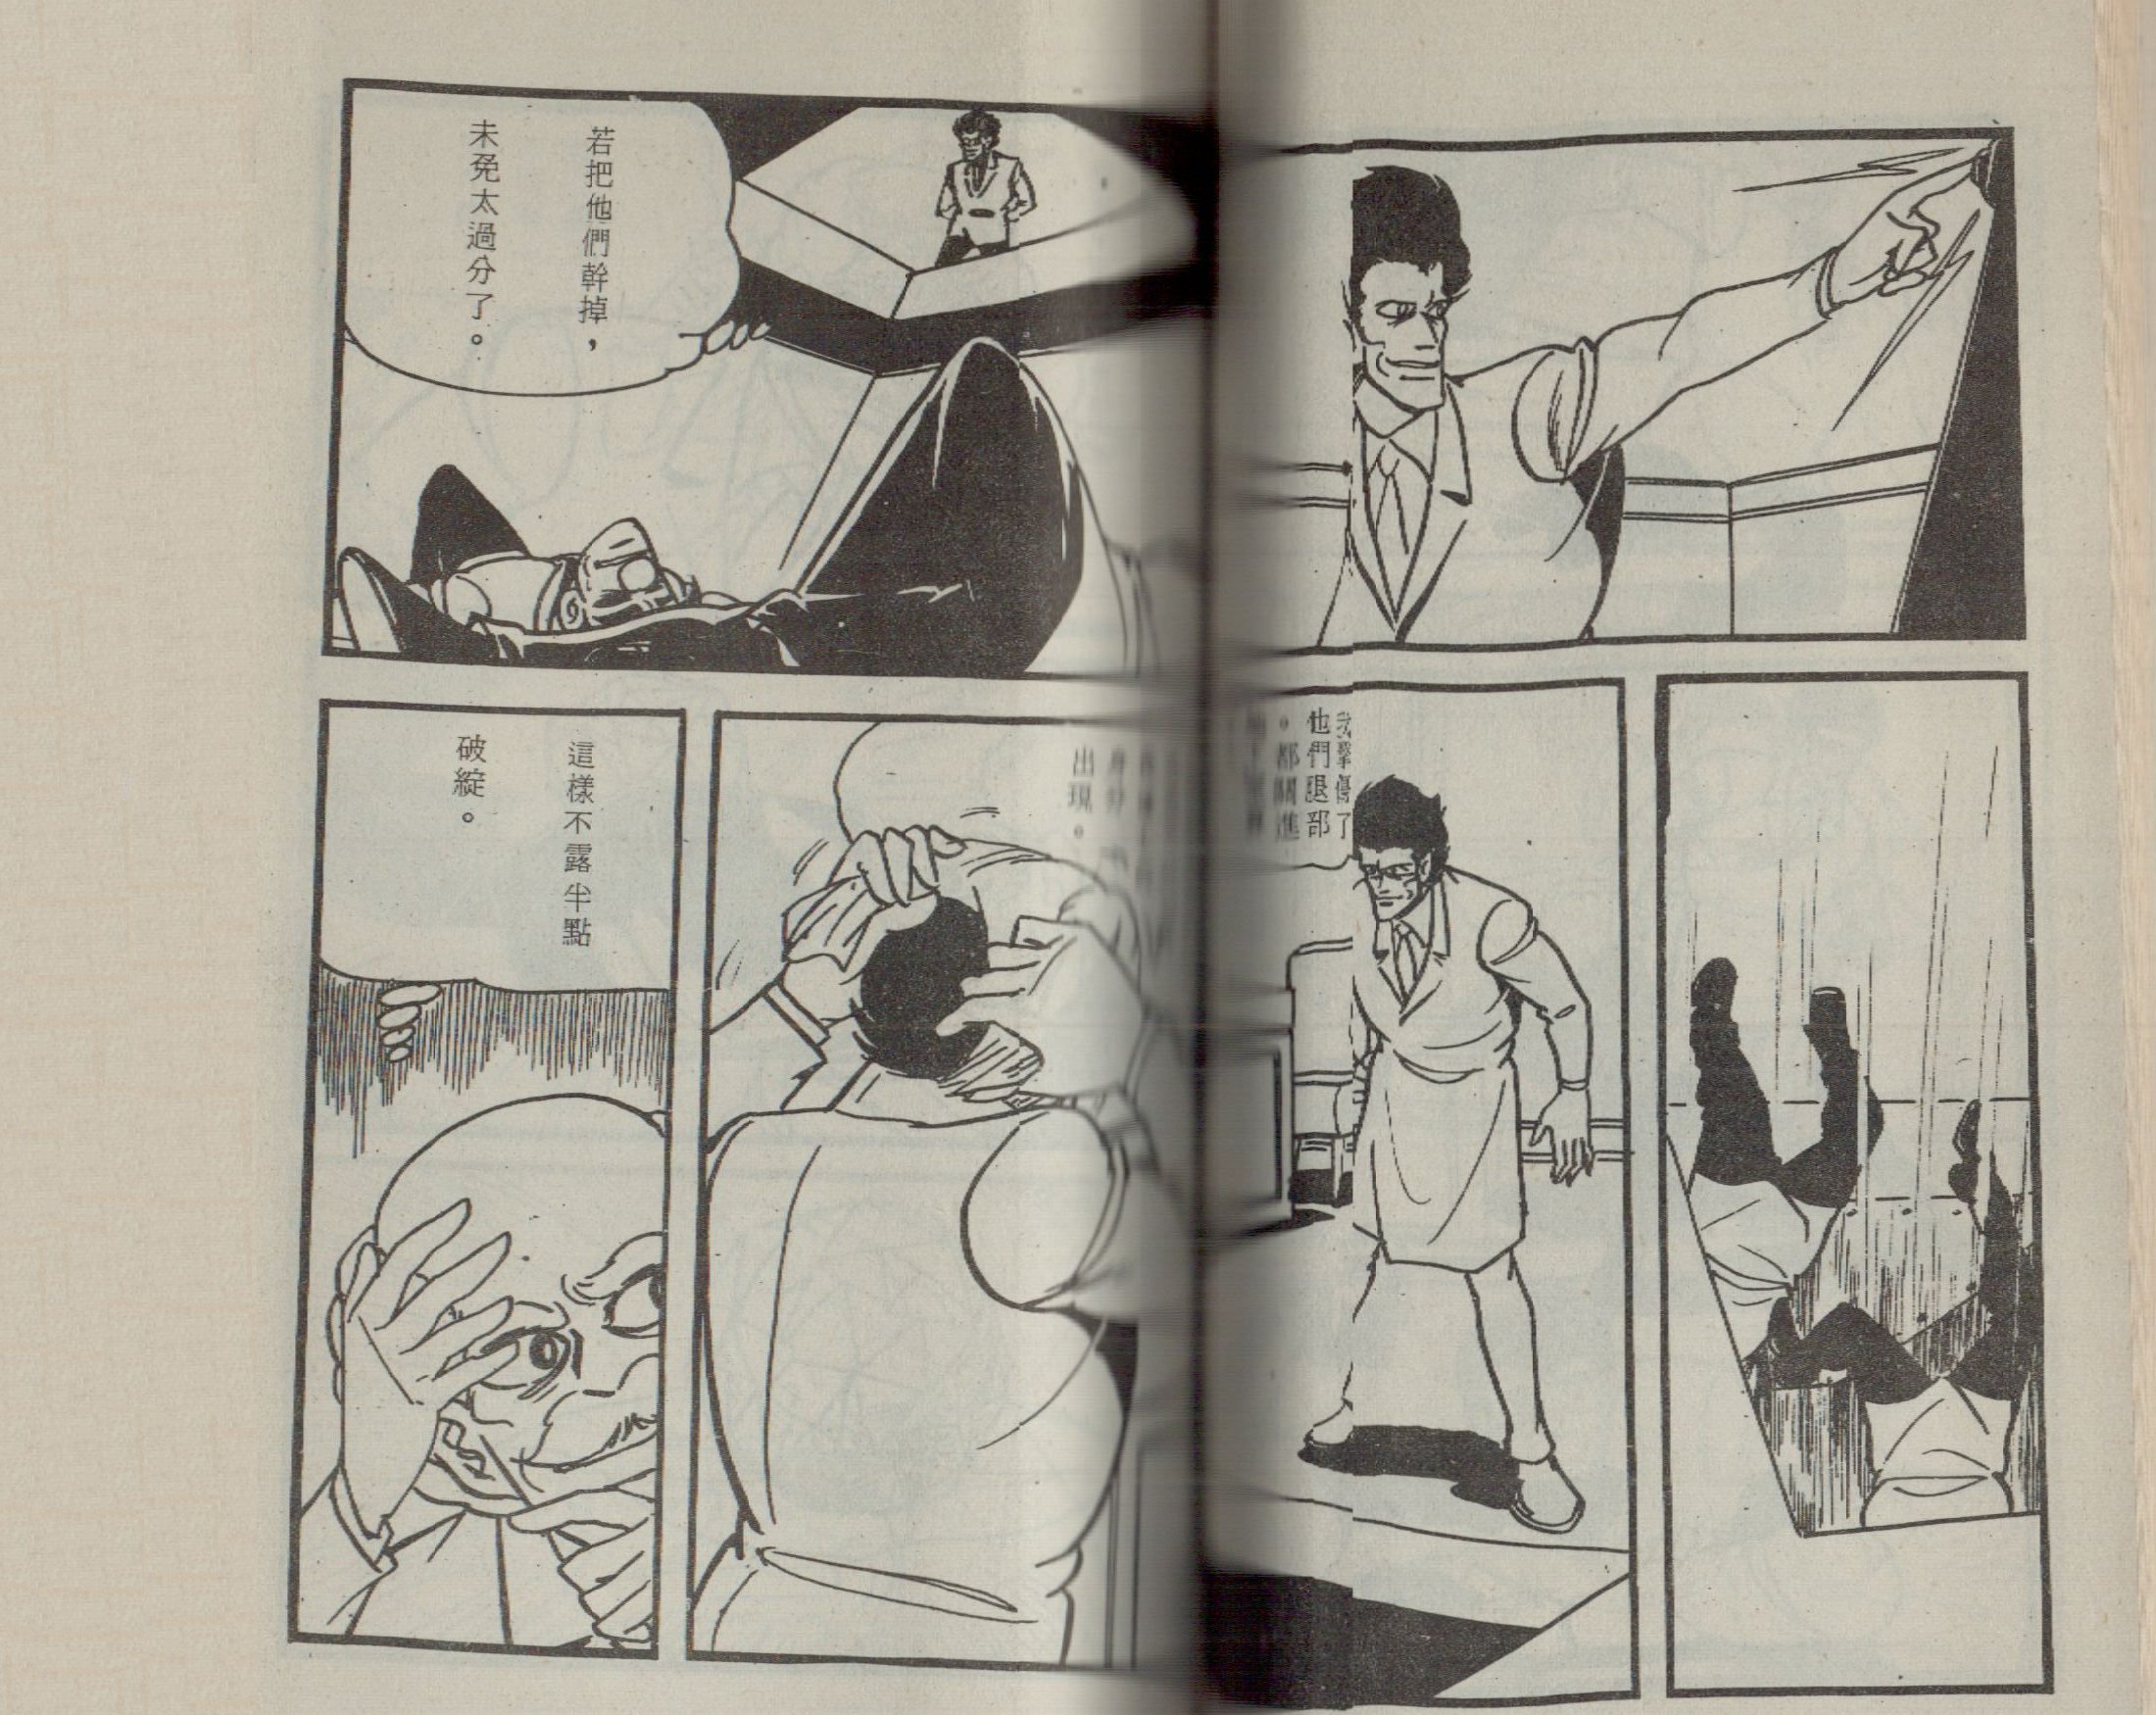 我擊傷了
他們退部
。都關進
若把他們幹掉，
未免太過分了。
出現。
這樣不露半點
破綻。